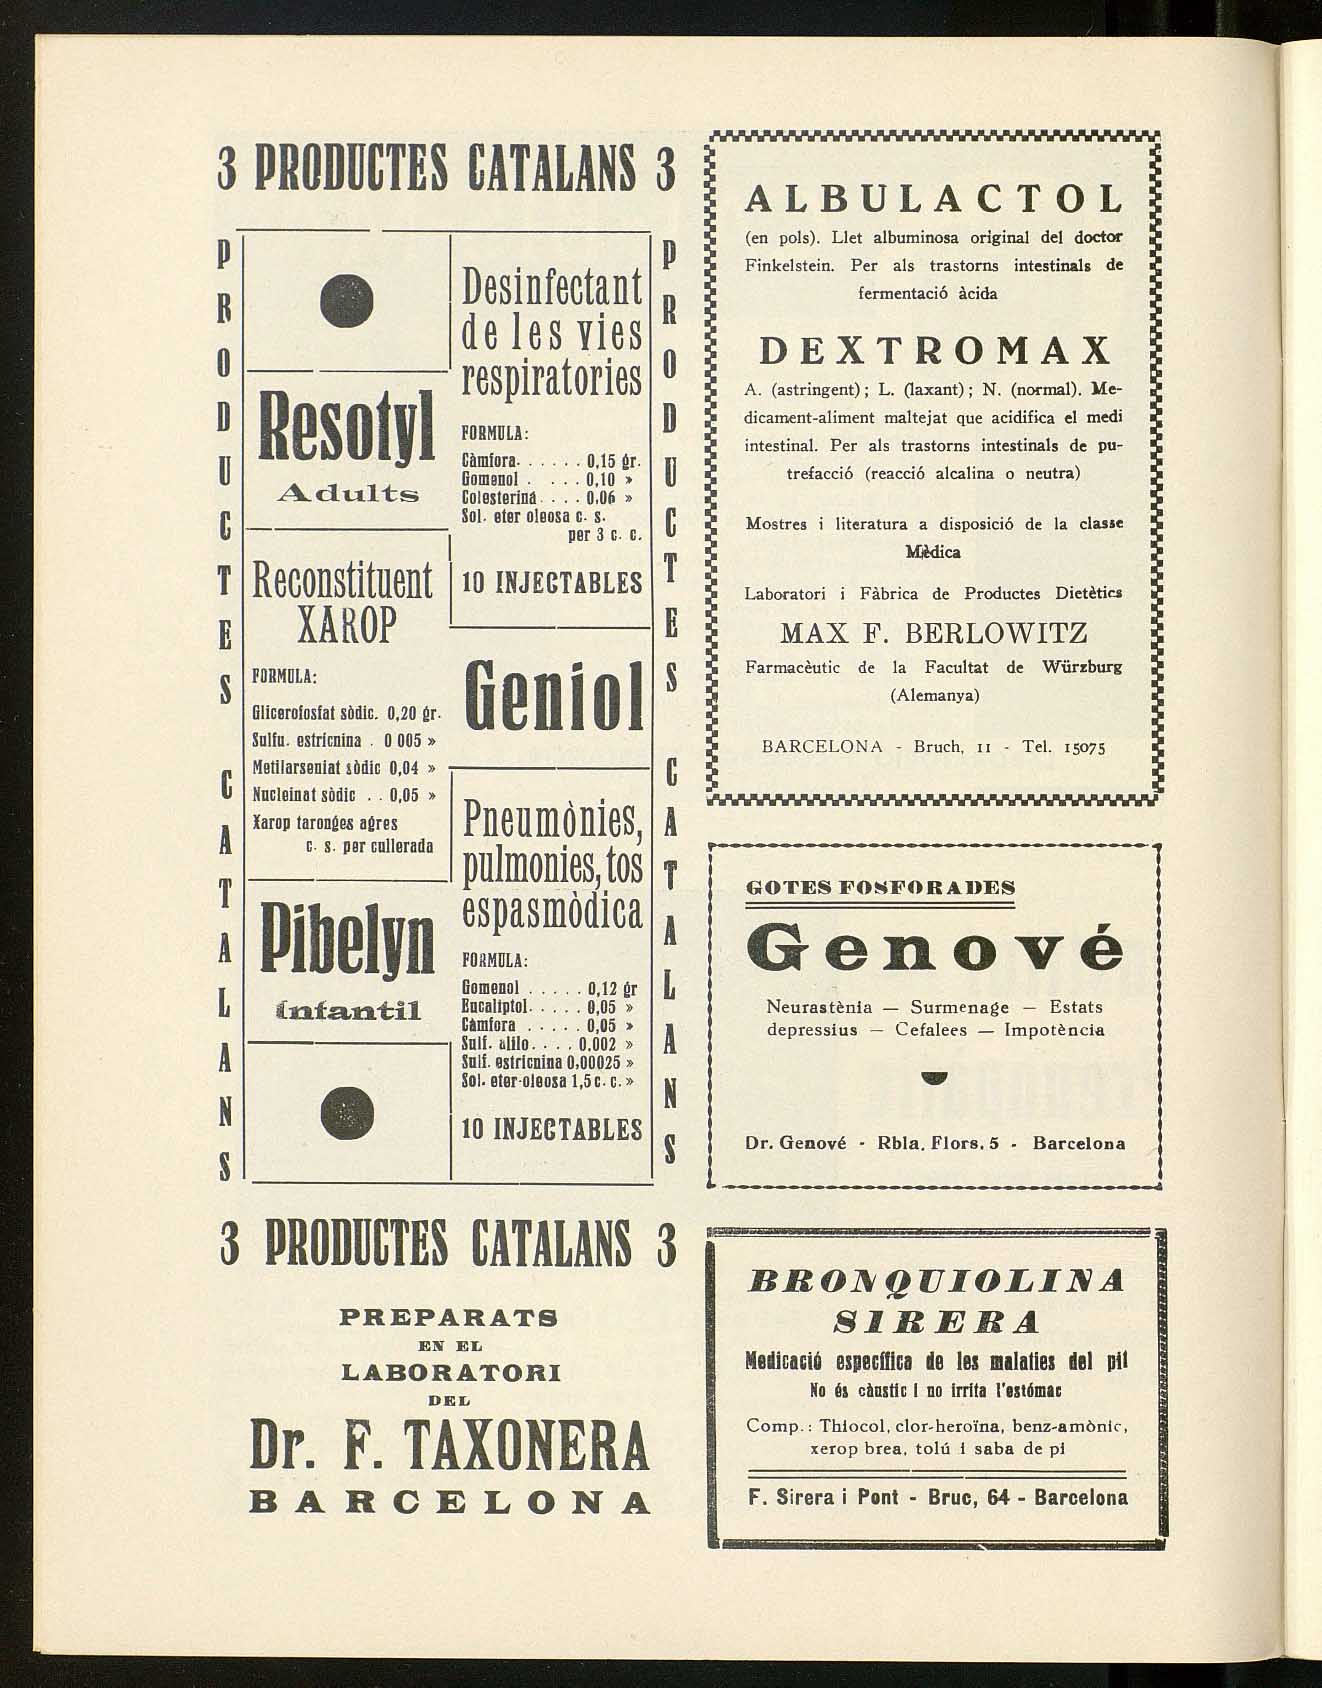 3 PRODUCTES CATALANS 3
PRODUCTES CATALANS
Resotyl
Adults
Reconstituent
XAROP
FORMULA:
Glicerofosfat sòdic. 0,20 gr.
Sulfu. estricnina . 0 005 »
Metilarseniat sòdic 0,04 »
Nucleinat sòdic . . 0,05 »
Xarop taronges agres
c. s. per cullerada
Pibelyn
Infantil
Desinfectant
de les vies
respiratories
FORMULA:
Càmfora. . . . . . 0,15 gr.
Gomenol . . . . 0,10 »
Colesterina . . . . 0,06 »
Sol. eter oleosa c. s.
per 3 c. c.
10 INJECTABLES
Geniol
Pneumònies,
pulmonies, tos
espasmòdica
FORMULA:
Gomenol . . . . . 0,12 gr
Eucaliptol. . . . . 0,05 »
Càmfora . . . . . 0,05 »
Sulf. alilo. . . . 0,002 »
Sulf. estricnina 0,00025 »
Sol. eter-oleosa 1,5 c. c. »
10 INJECTABLES
PRODUCTES CATALANS
3 PRODUCTES CATALANS 3
PREPARATS
EN EL
LABORATORI
DEL
Dr. F. TAXONERA
BARCELONA
ALBULACTOL
(en pols). Llet albuminosa original del doctor
Finkelstein. Per als trastorns intestinals de
fermentació àcida
DEXTROMAX
A. (astringent); L. (laxant); N. (normal). Me-
dicament-aliment maltejat que acidifica el medi
intestinal. Per als trastorns intestinals de pu-
trefacció (reacció alcalina o neutra)
Mostres i literatura a disposició de la classe
Mèdica
Laboratori i Fàbrica de Productes Dietètics
MAX F. BERLOWITZ
Farmacèutic de la Facultat de Würzburg
(Alemanya)
BARCELONA - Bruch, 11 - Tel. 15075
GOTES FOSFORADES
Genové
Neurastènia — Surmenage — Estats
depressius — Cefalees — Impotència
Dr. Genové - Rbla. Flors, 5 - Barcelona
BRONQUIOLINA
SIRERA
Medicació específica de les malaties del pit
No és càustic i no irrita l'estómac
Comp.: Thiocol, clor-heroïna, benz-amònic,
xerop brea, tolú i saba de pi
F. Sirera i Pont - Bruc, 64 - Barcelona